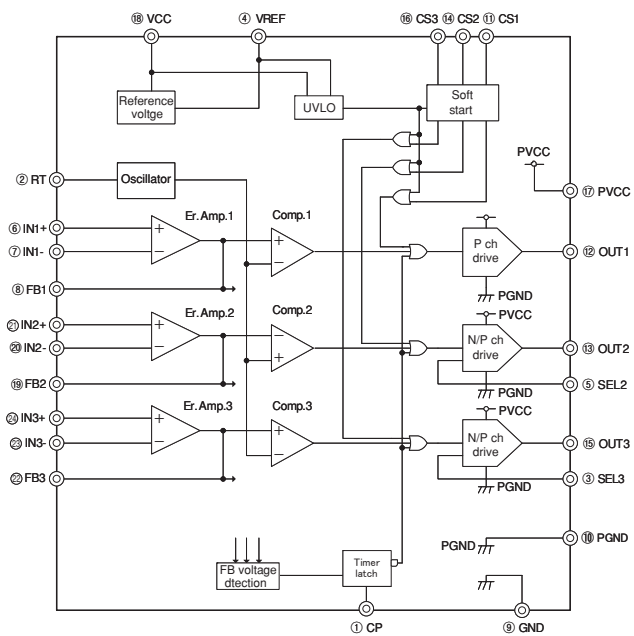 ⑱ VCC
④ VREF
⑯ CS3 ⑭ CS2 ⑪ CS1
Reference
voltge
UVLO
Soft
start
PVCC
② RT
Oscillator
⑰ PVCC
⑥ IN1+
Er.Amp.1
Comp.1
⑦ IN1-
+
−
+
−
P ch
drive
⑫ OUT1
⑧ FB1
PGND
㉑ IN2+
Er.Amp.2
Comp.2
PVCC
⑳ IN2-
+
−
−
+
N/P ch
drive
⑬ OUT2
⑲ FB2
PGND
⑤ SEL2
㉔ IN3+
Er.Amp.3
Comp.3
PVCC
㉓ IN3-
+
−
+
−
N/P ch
drive
⑮ OUT3
㉒ FB3
PGND
③ SEL3
PGND
⑩ PGND
FB voltage
dtection
Timer
latch
① CP
⑨ GND